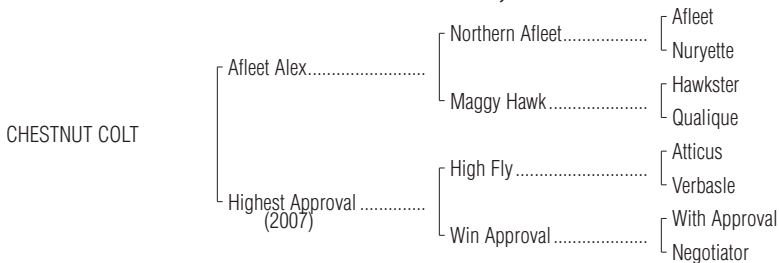 Afleet
Northern Afleet..................
Nuryette
Afleet Alex.........................
Hawkster
Maggy Hawk.....................
Qualique
CHESTNUT COLT
Atticus
High Fly............................
Verbasle
Highest Approval..............
(2007)
With Approval
Win Approval....................
Negotiator